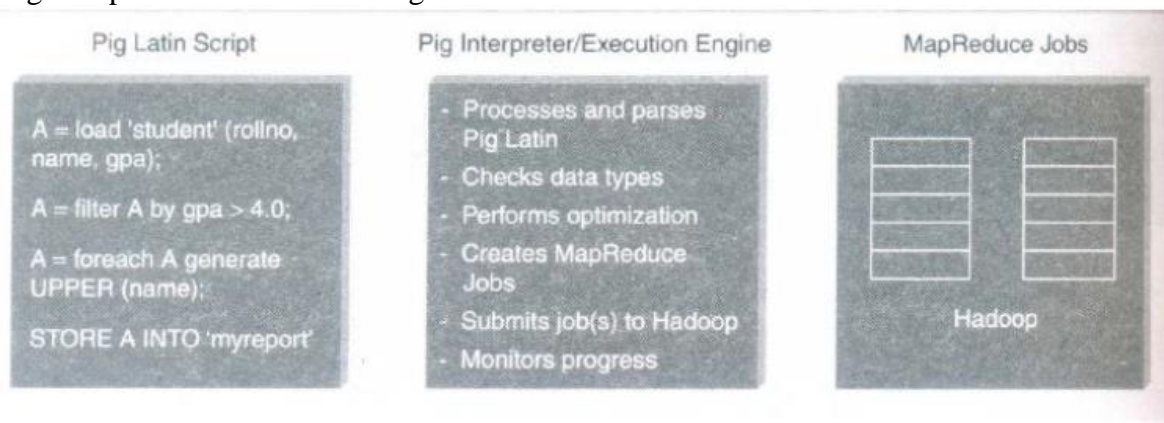 Pig Latin Script
A = load 'student' (rollno,
name, gpa);
A = filter A by gpa > 4.0;
A = foreach A generate
UPPER (name);
STORE A INTO 'myreport'
Pig Interpreter/Execution Engine
- Processes and parses
Pig Latin
- Checks data types
- Performs optimization
- Creates MapReduce
Jobs
- Submits job(s) to Hadoop
- Monitors progress
MapReduce Jobs
Hadoop